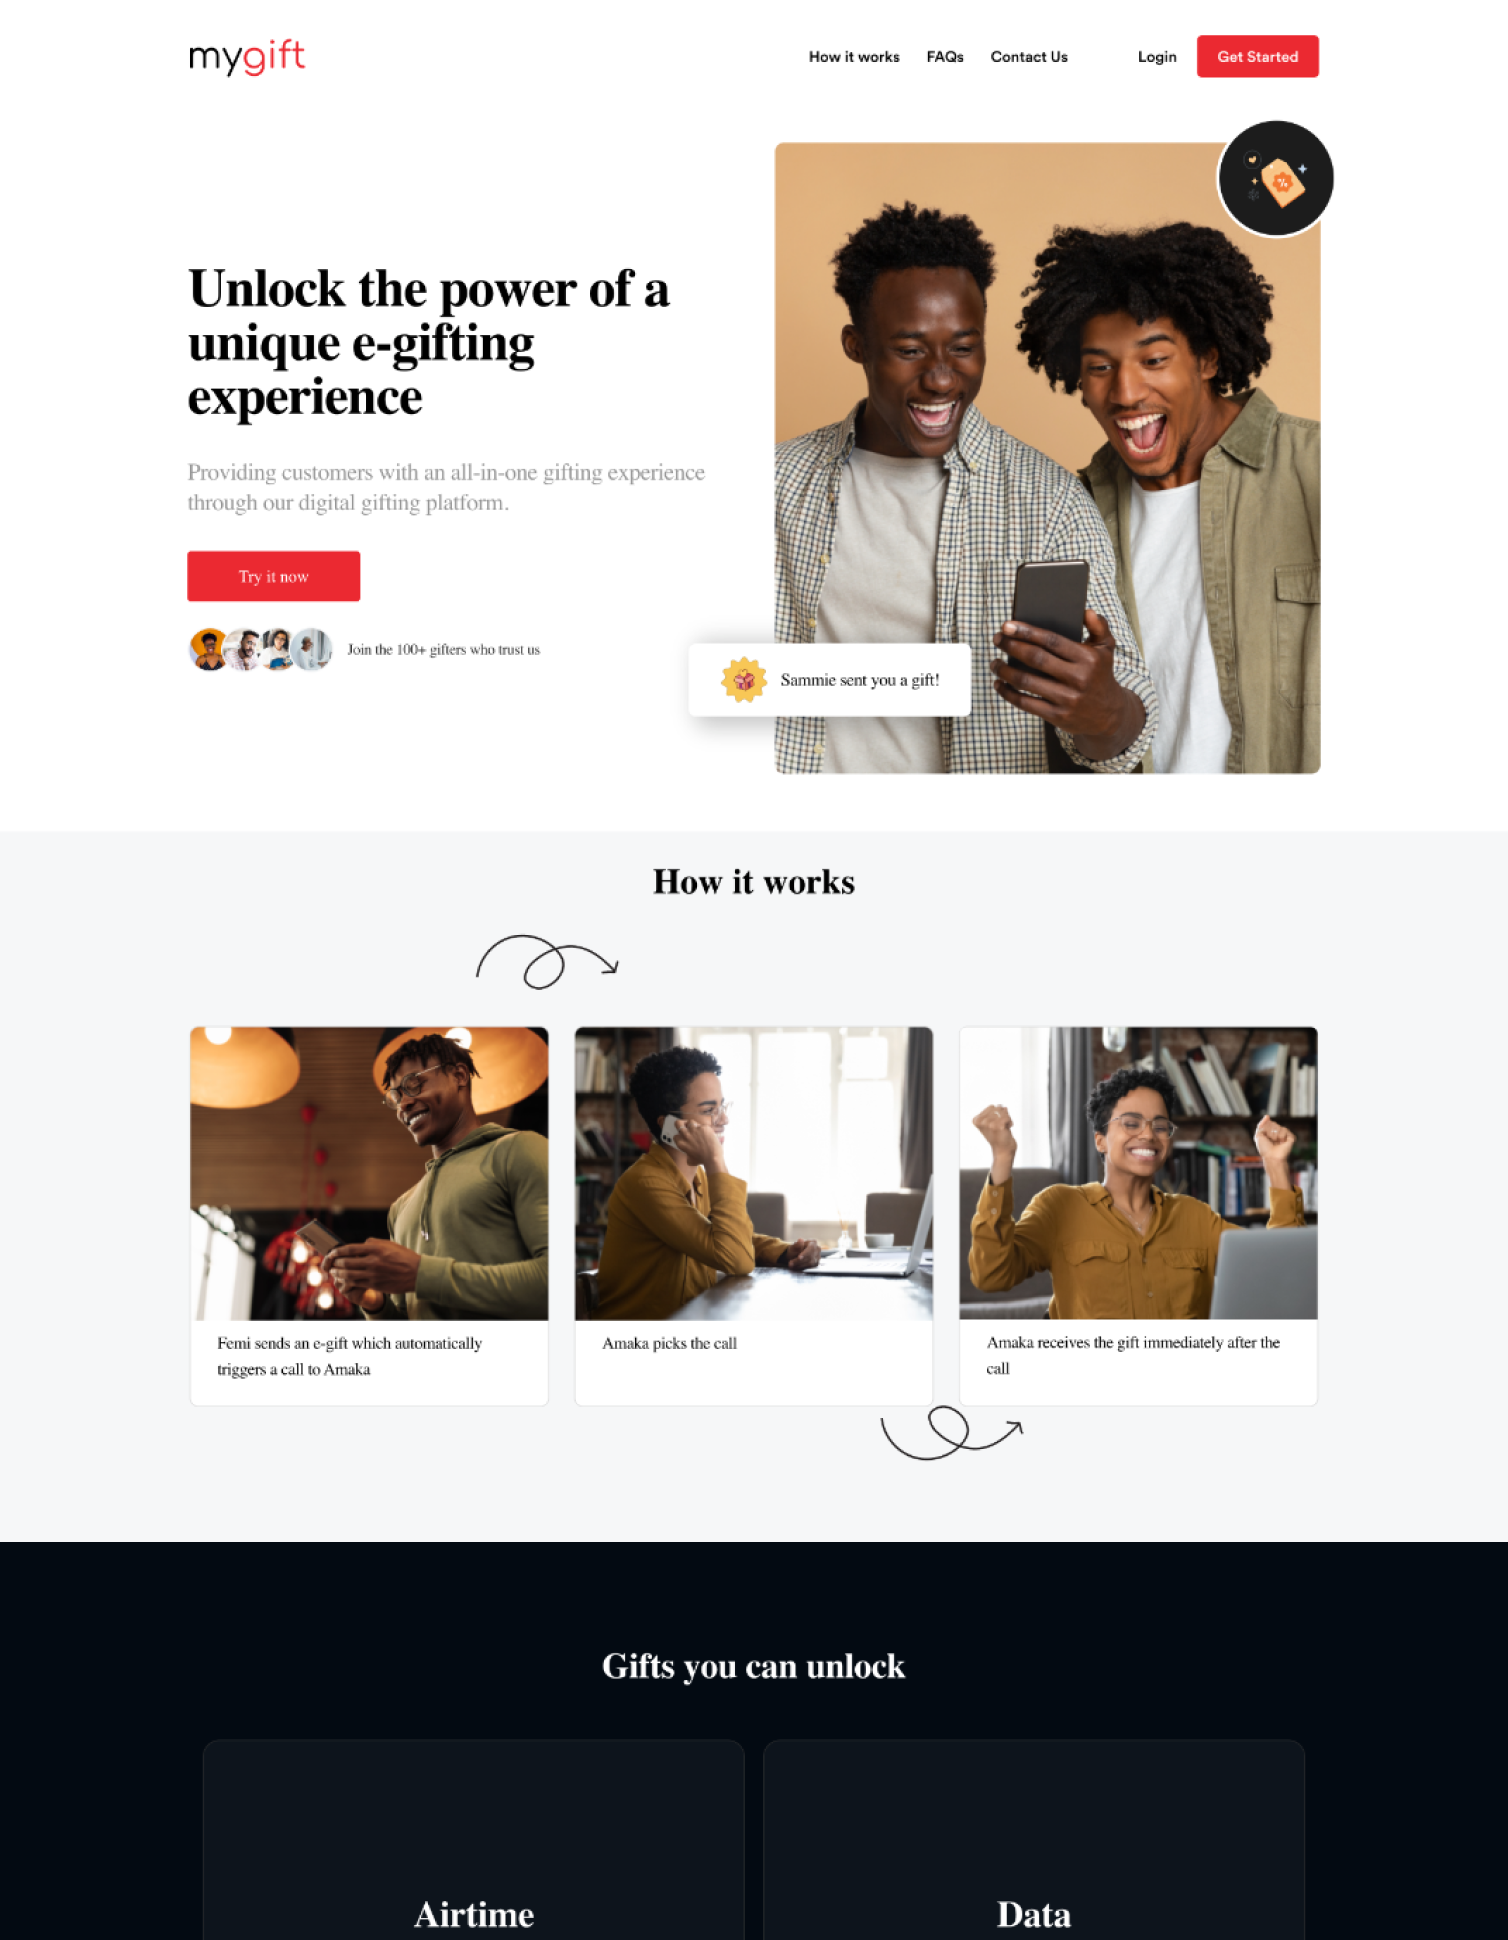 mygift
How it works
FAQs
Contact Us
Login
Get Started
%
Unlock the power of a
unique e-gifting
experience
Providing customers with an all-in-one gifting experience
through our digital gifting platform.
Try it now
Join the 100+ gifters who trust us
Sammie sent you a gift!
How it works
Femi sends an e-gift which automatically
triggers a call to Amaka
Amaka picks the call
Amaka receives the gift immediately after the
call
Gifts you can unlock
Airtime
Data